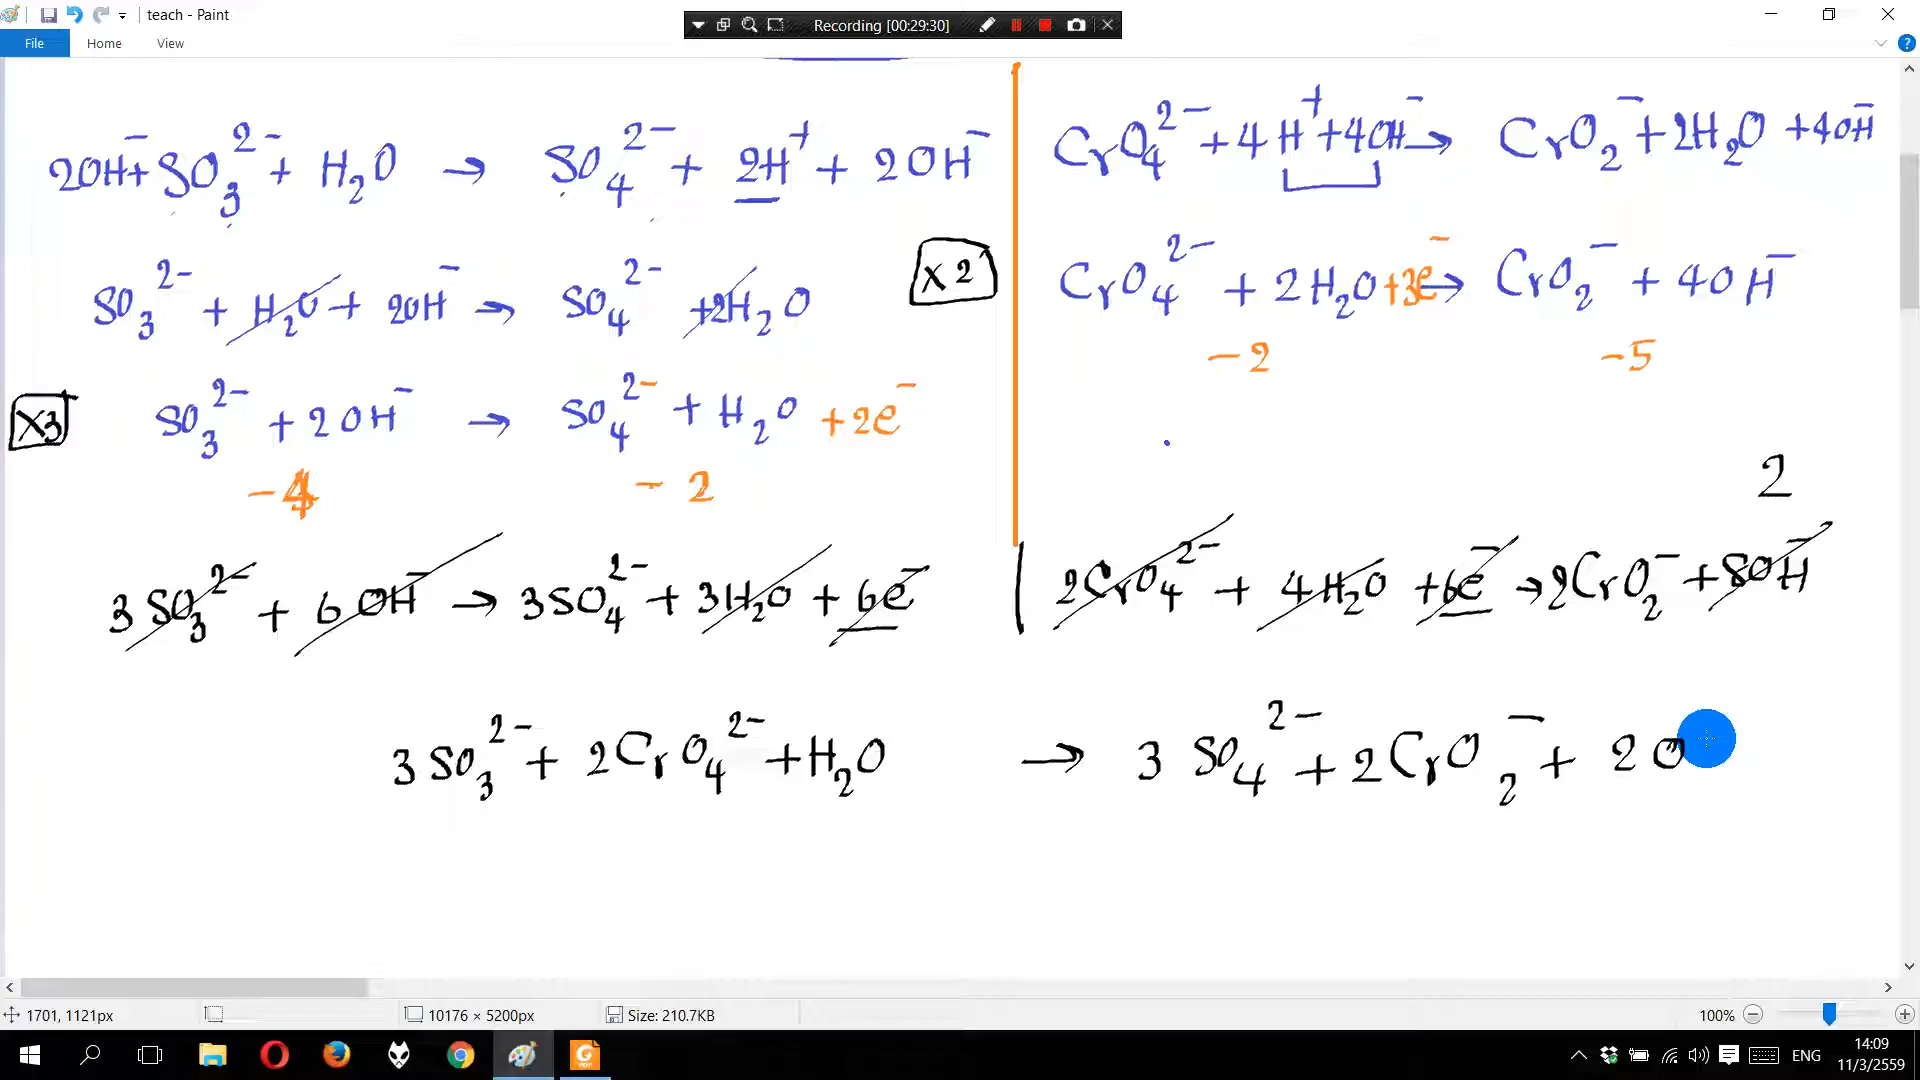 teach - Paint
Recording [00:29:30]
File Home View
2OH⁻ + SO₃²⁻ + H₂O → SO₄²⁻ + 2H⁺ + 2OH⁻
CrO₄²⁻ + 4H⁺ + 4OH⁻ → CrO₂⁻ + 2H₂O + 4OH⁻
SO₃²⁻ + H₂O + 2OH⁻ → SO₄²⁻ + 2H₂O
X2
CrO₄²⁻ + 2H₂O + 3e⁻ → CrO₂⁻ + 4OH⁻
-2 -5
X3
SO₃²⁻ + 2OH⁻ → SO₄²⁻ + H₂O + 2e⁻
-4 -2
2
3SO₃²⁻ + 6OH⁻ → 3SO₄²⁻ + 3H₂O + 6e⁻ | 2CrO₄²⁻ + 4H₂O + 6e⁻ → 2CrO₂⁻ + 8OH⁻
3SO₃²⁻ + 2CrO₄²⁻ + H₂O → 3SO₄²⁻ + 2CrO₂⁻ + 2O
1701, 1121px 10176 × 5200px Size: 210.7KB 100%
ENG 14:09
11/3/2559